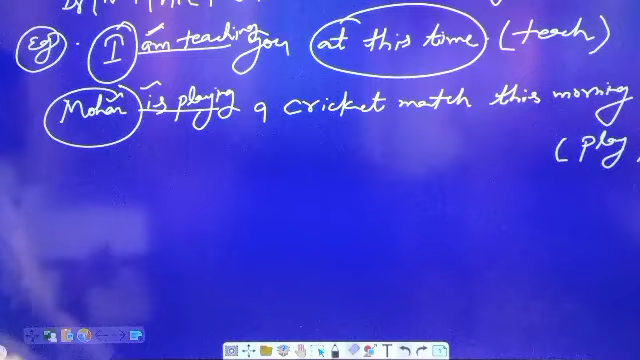 Eg. I am teaching you at this time. (teach)
Mohan is playing a cricket match this morning
(play